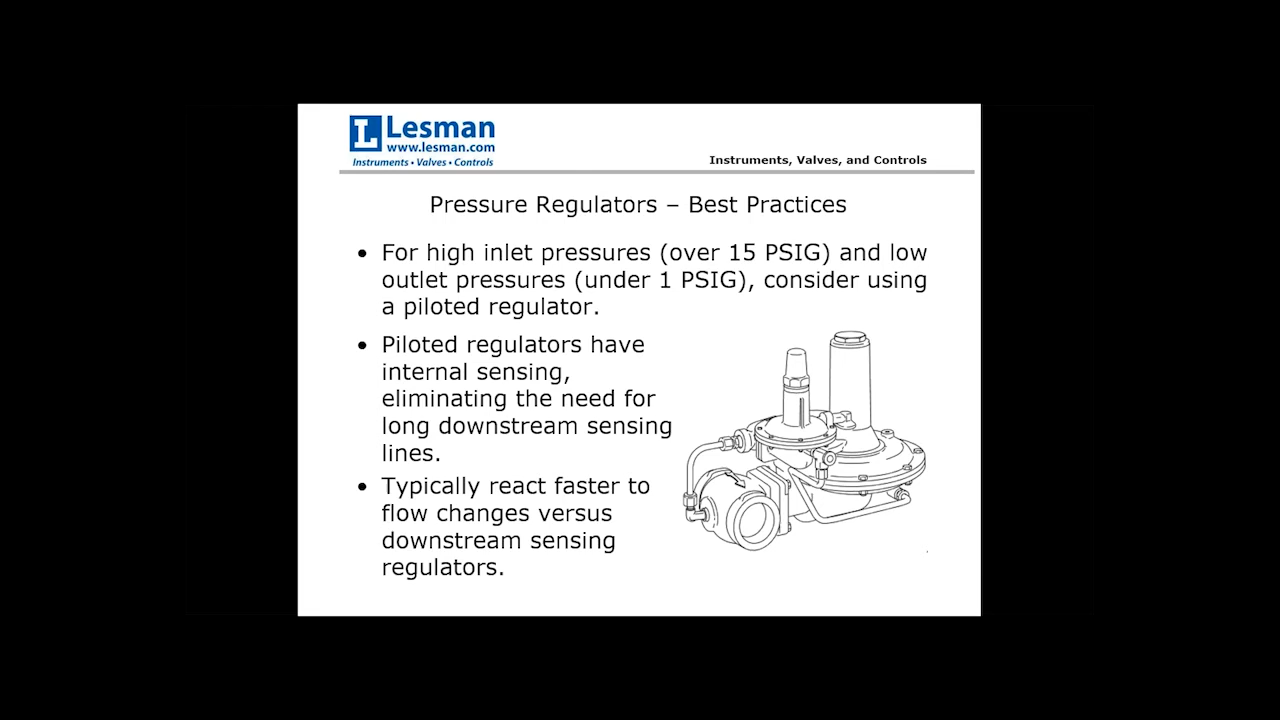 L Lesman
www.lesman.com
Instruments • Valves • Controls
Instruments, Valves, and Controls
Pressure Regulators – Best Practices
• For high inlet pressures (over 15 PSIG) and low
outlet pressures (under 1 PSIG), consider using
a piloted regulator.
• Piloted regulators have
internal sensing,
eliminating the need for
long downstream sensing
lines.
• Typically react faster to
flow changes versus
downstream sensing
regulators.